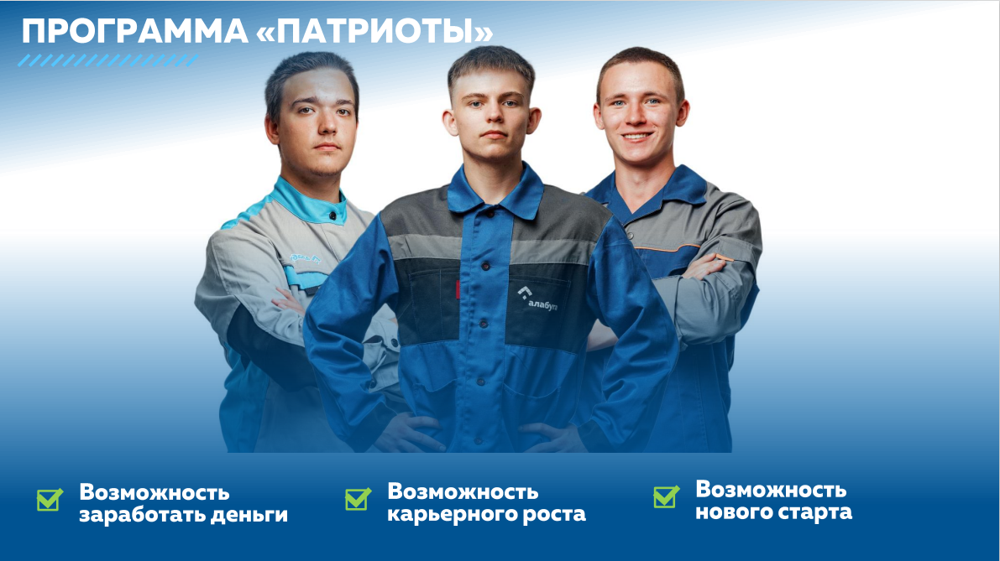 ПРОГРАММА «ПАТРИОТЫ»
алабуга
Возможность
заработать деньги
Возможность
карьерного роста
Возможность
нового старта